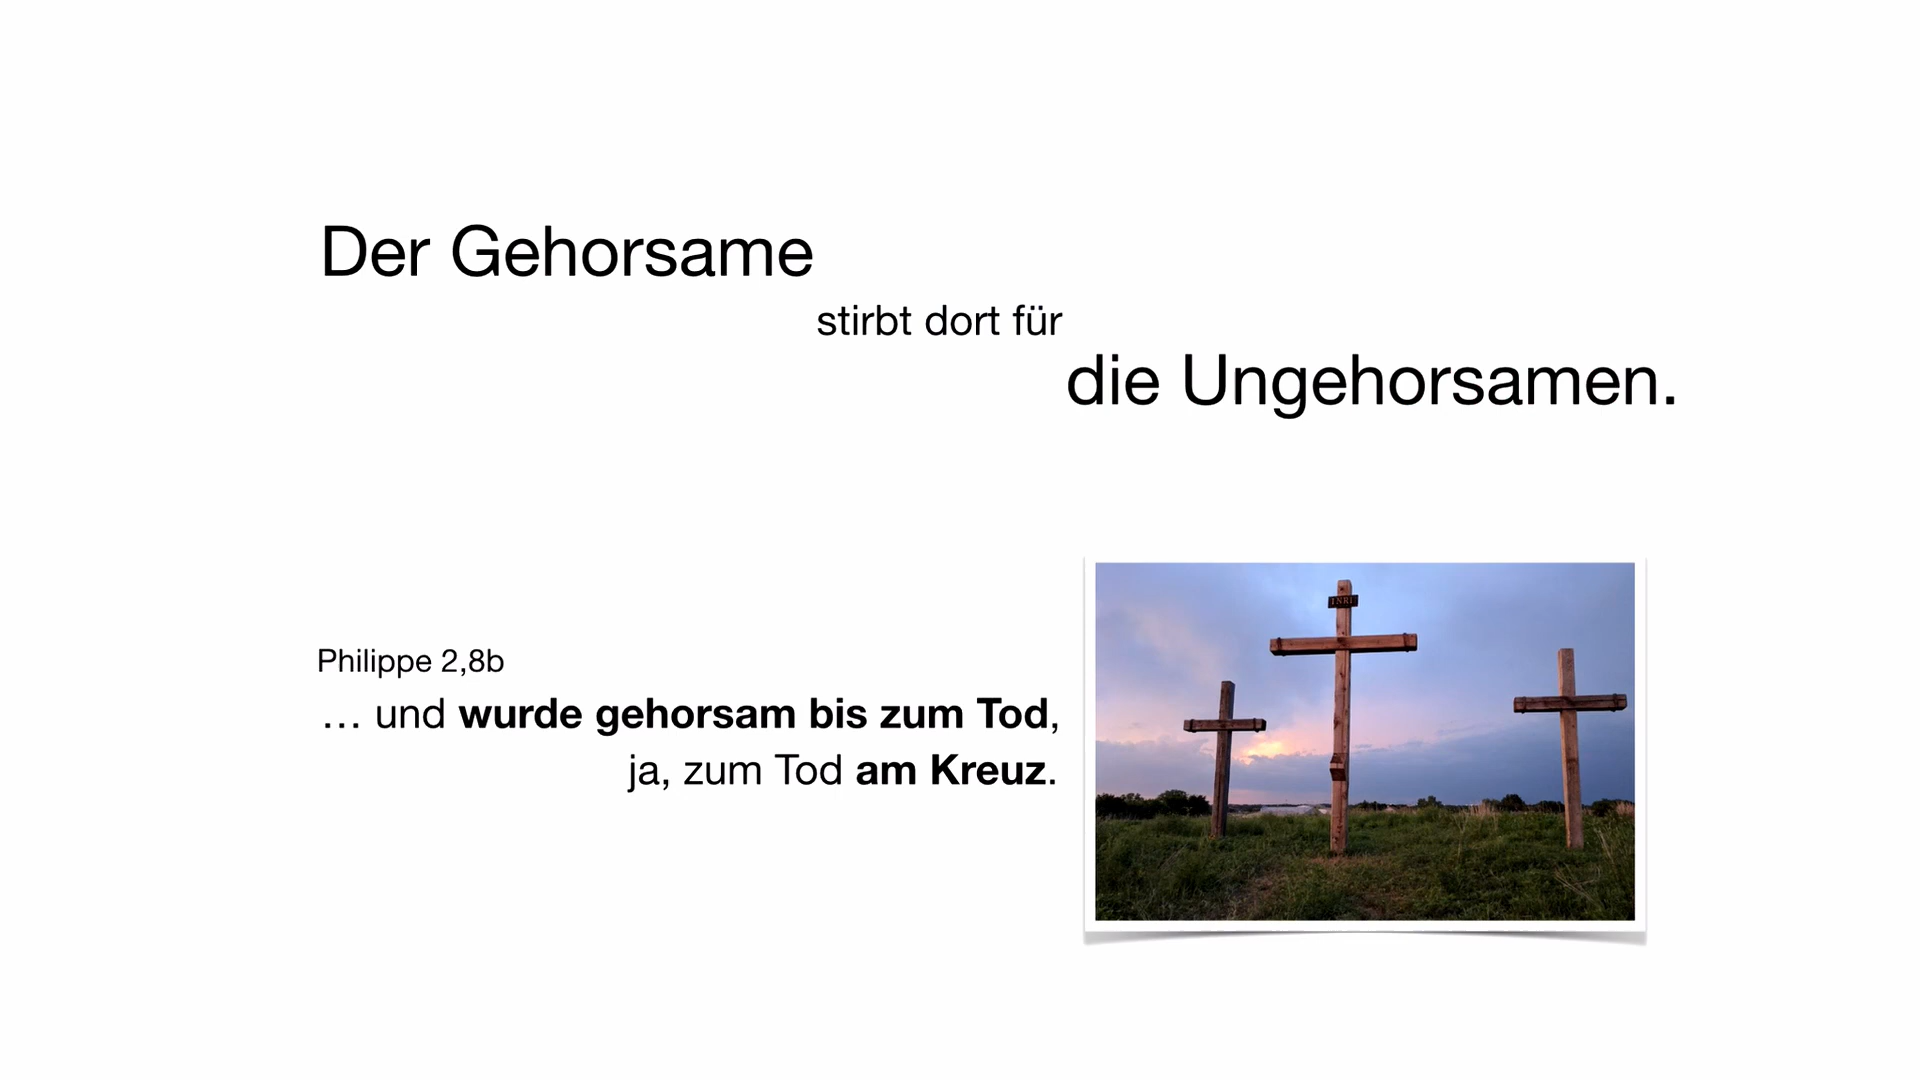 Der Gehorsame
stirbt dort für
die Ungehorsamen.
Philippe 2,8b
… und wurde gehorsam bis zum Tod,
ja, zum Tod am Kreuz.
INRI